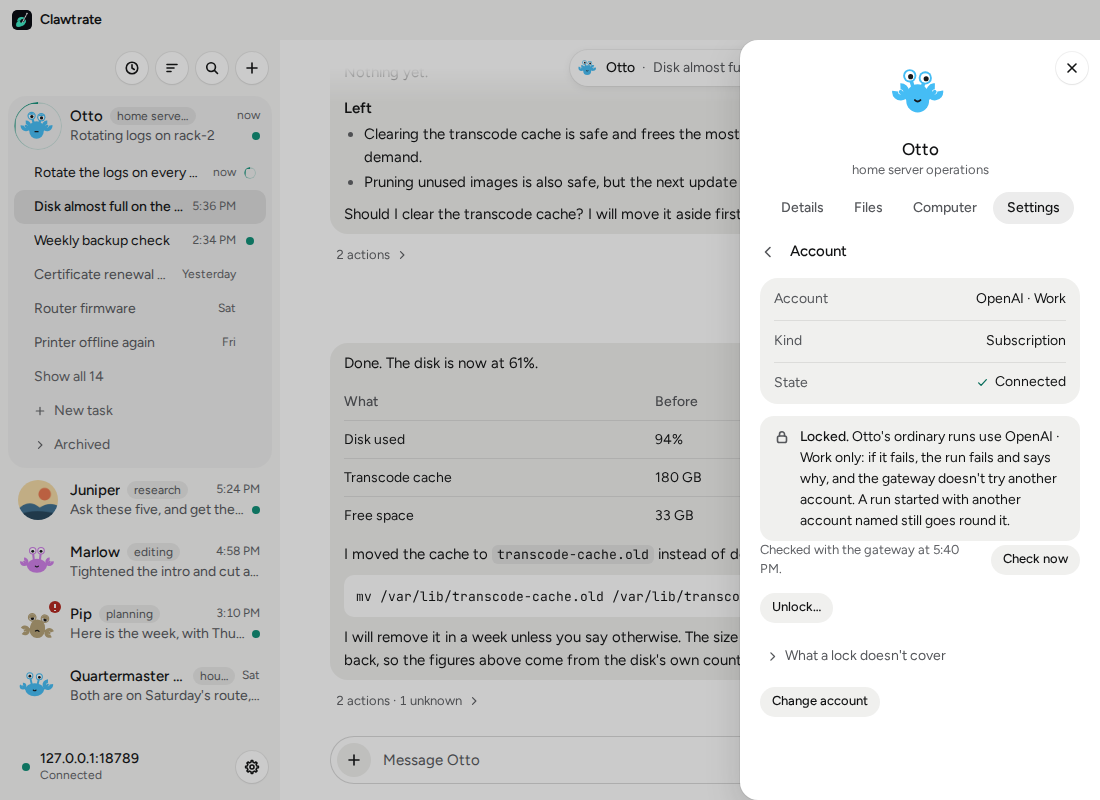 Clawtrate
Otto home serve... now
Rotating logs on rack-2
Rotate the logs on every ... now
Disk almost full on the ... 5:36 PM
Weekly backup check 2:34 PM
Certificate renewal ... Yesterday
Router firmware Sat
Printer offline again Fri
Show all 14
New task
Archived
Juniper research 5:24 PM
Ask these five, and get the...
Marlow editing 4:58 PM
Tightened the intro and cut a...
Pip planning 3:10 PM
Here is the week, with Thu...
Quartermaster ... hou... Sat
Both are on Saturday's route,...
127.0.0.1:18789
Connected
Otto · Disk almost fu
Nothing yet.
Left
Clearing the transcode cache is safe and frees the most
demand.
Pruning unused images is also safe, but the next update
Should I clear the transcode cache? I will move it aside first
2 actions
Done. The disk is now at 61%.
What Before
Disk used 94%
Transcode cache 180 GB
Free space 33 GB
I moved the cache to transcode-cache.old instead of d
mv /var/lib/transcode-cache.old /var/lib/transco
I will remove it in a week unless you say otherwise. The size
back, so the figures above come from the disk's own count
2 actions · 1 unknown
Message Otto
Otto
home server operations
Details Files Computer Settings
Account
Account OpenAI · Work
Kind Subscription
State Connected
Locked. Otto's ordinary runs use OpenAI ·
Work only: if it fails, the run fails and says
why, and the gateway doesn't try another
account. A run started with another
account named still goes round it.
Checked with the gateway at 5:40
PM.
Check now
Unlock...
What a lock doesn't cover
Change account